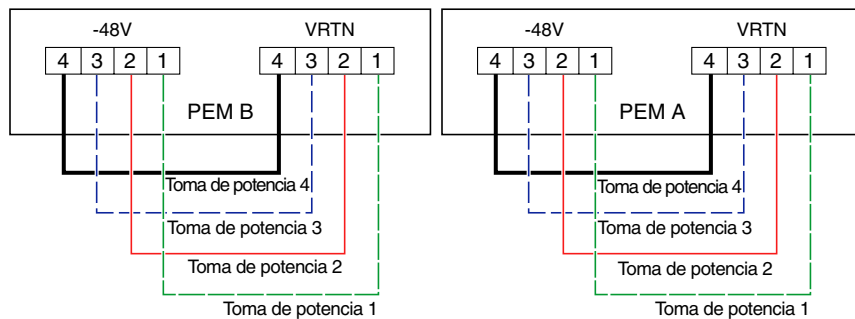 -48V VRTN
4 3 2 1 4 3 2 1
PEM B
Toma de potencia 4
Toma de potencia 3
Toma de potencia 2
Toma de potencia 1
-48V VRTN
4 3 2 1 4 3 2 1
PEM A
Toma de potencia 4
Toma de potencia 3
Toma de potencia 2
Toma de potencia 1